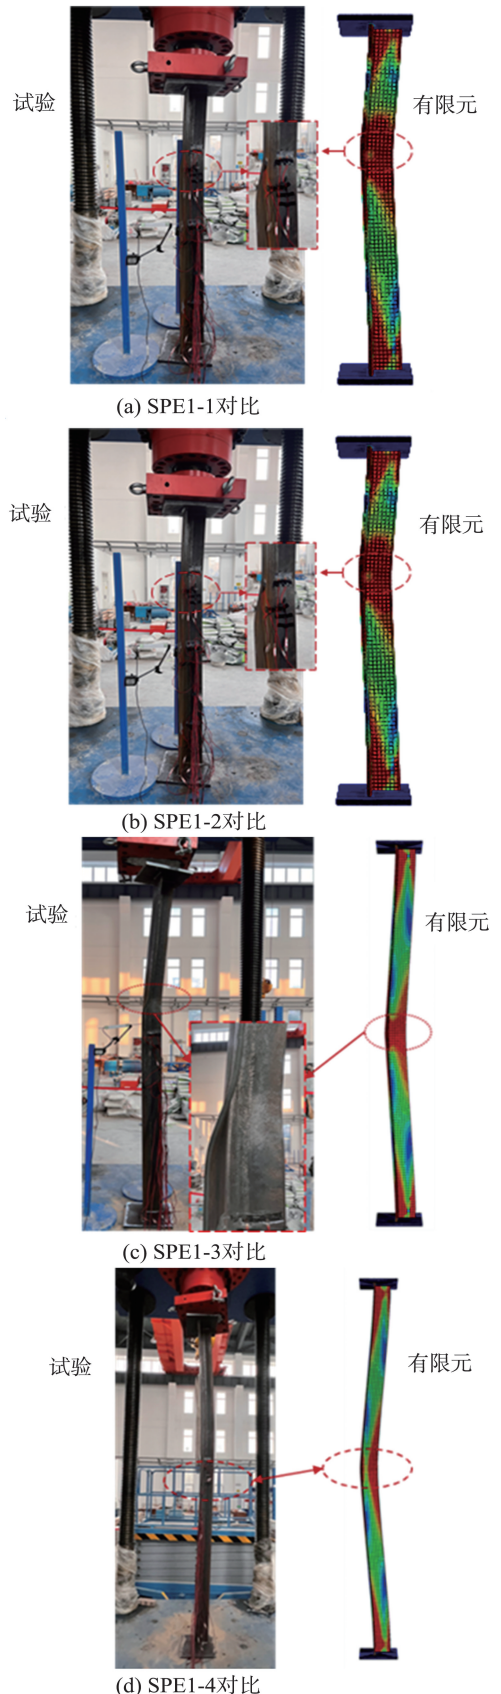 试验
有限元
(a) SPE1-1对比
试验
有限元
(b) SPE1-2对比
试验
有限元
(c) SPE1-3对比
试验
有限元
(d) SPE1-4对比